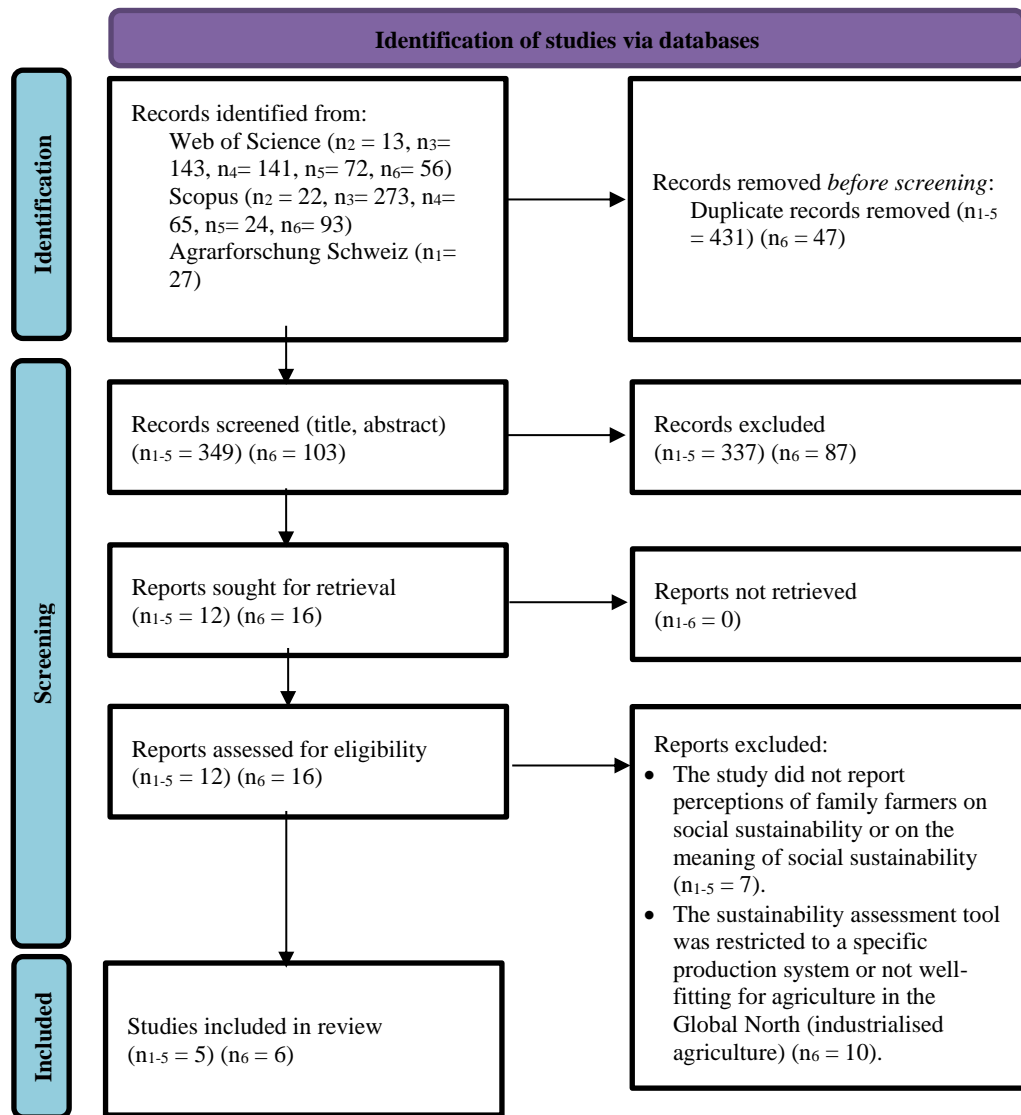 Identification of studies via databases
Identification
Records identified from:
Web of Science (n2 = 13, n3=
143, n4= 141, n5= 72, n6= 56)
Scopus (n2 = 22, n3= 273, n4=
65, n5= 24, n6= 93)
Agrarforschung Schweiz (n1=
27)
Records removed before screening:
Duplicate records removed (n1-5
= 431) (n6 = 47)
Screening
Records screened (title, abstract)
(n1-5 = 349) (n6 = 103)
Records excluded
(n1-5 = 337) (n6 = 87)
Reports sought for retrieval
(n1-5 = 12) (n6 = 16)
Reports not retrieved
(n1-6 = 0)
Reports assessed for eligibility
(n1-5 = 12) (n6 = 16)
Reports excluded:
• The study did not report
perceptions of family farmers on
social sustainability or on the
meaning of social sustainability
(n1-5 = 7).
• The sustainability assessment tool
was restricted to a specific
production system or not well-
fitting for agriculture in the
Global North (industrialised
agriculture) (n6 = 10).
Included
Studies included in review
(n1-5 = 5) (n6 = 6)